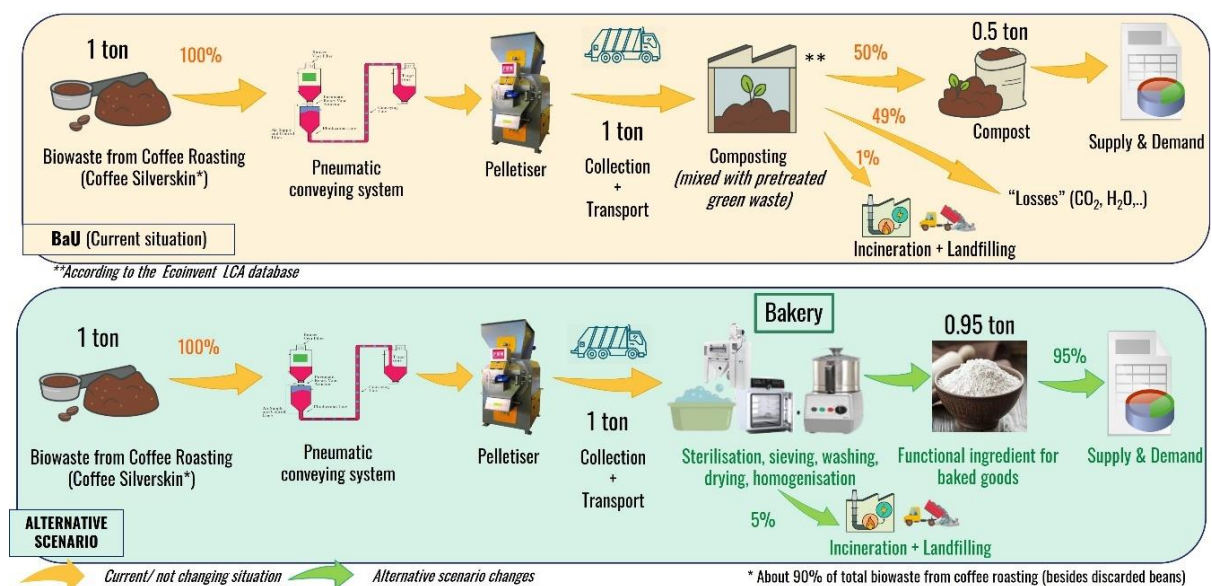 1 ton
100%
Biowaste from Coffee Roasting
(Coffee Silverskin*)
Pneumatic
conveying system
Pelletiser
1 ton
Collection
+
Transport
**
Composting
(mixed with pretreated
green waste)
50%
49%
1%
0.5 ton
Compost
Supply & Demand
"Losses" (CO₂, H₂O,..)
Incineration + Landfilling
BaU (Current situation)
**According to the Ecoinvent LCA database
1 ton
100%
Biowaste from Coffee Roasting
(Coffee Silverskin*)
Pneumatic
conveying system
Pelletiser
1 ton
Collection
+
Transport
Bakery
Sterilisation, sieving, washing,
drying, homogenisation
0.95 ton
Functional ingredient for
baked goods
95%
Supply & Demand
5%
Incineration + Landfilling
ALTERNATIVE
SCENARIO
Current/ not changing situation
Alternative scenario changes
* About 90% of total biowaste from coffee roasting (besides discarded beans)